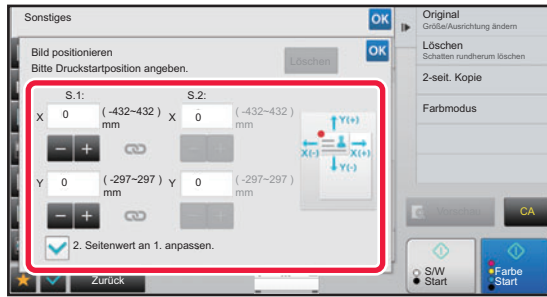 Sonstiges
OK
Bild positionieren
Bitte Druckstartposition angeben.
Löschen
OK
S.1:
S.2:
X 0 ( -432~432 ) mm
X 0 ( -432~432 ) mm
Y(+)
X(-)
X(+)
Y(-)
Y 0 ( -297~297 ) mm
Y 0 ( -297~297 ) mm
2. Seitenwert an 1. anpassen.
Zurück
Original
Größe/Ausrichtung ändern
Löschen
Schatten rundherum löschen
2-seit. Kopie
Farbmodus
Vorschau
CA
S/W
Start
Farbe
Start